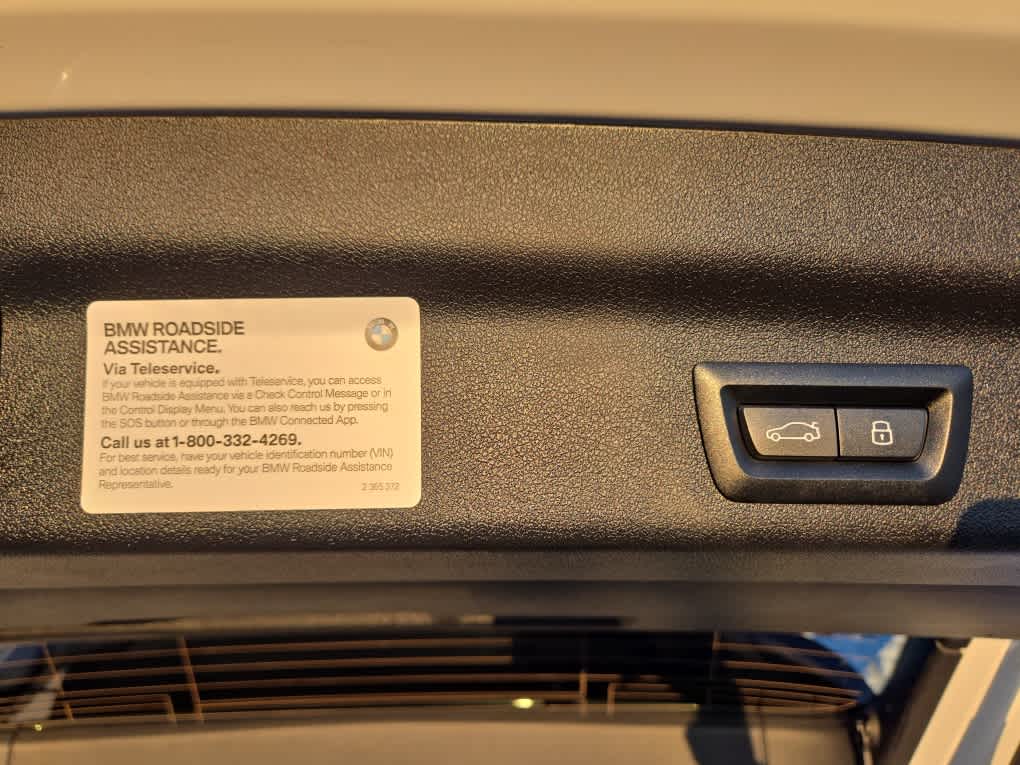 BMW ROADSIDE
ASSISTANCE.
Via Teleservice.
If your vehicle is equipped with Teleservice, you can access
BMW Roadside Assistance via a Check Control Message or in
the Control Display Menu. You can also reach us by pressing
the SOS button or through the BMW Connected App.
Call us at 1-800-332-4269.
For best service, have your vehicle identification number (VIN)
and location details ready for your BMW Roadside Assistance
Representative.
2 365 372